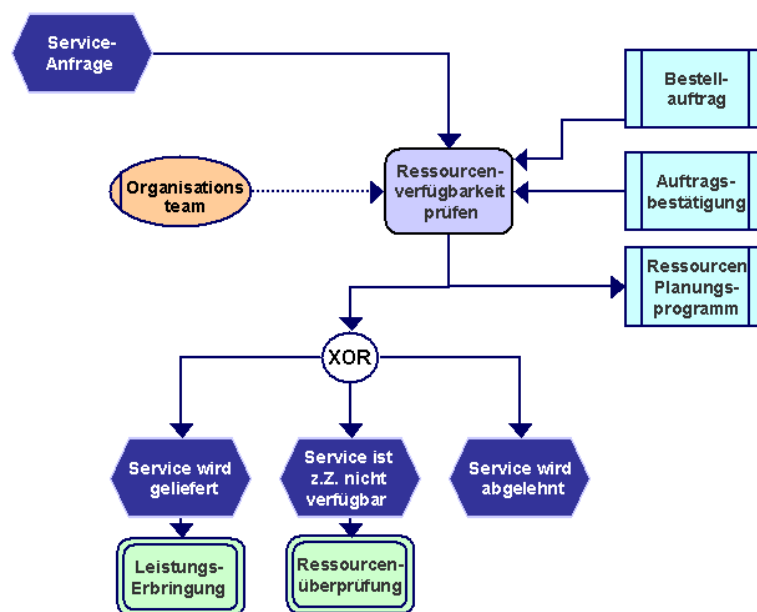 Service-
Anfrage
Bestell-
auftrag
Organisations
team
Ressourcen-
verfügbarkeit
prüfen
Auftrags-
bestätigung
Ressourcen
Planungs-
programm
XOR
Service wird
geliefert
Service ist
z.Z. nicht
verfügbar
Service wird
abgelehnt
Leistungs-
Erbringung
Ressourcen-
überprüfung